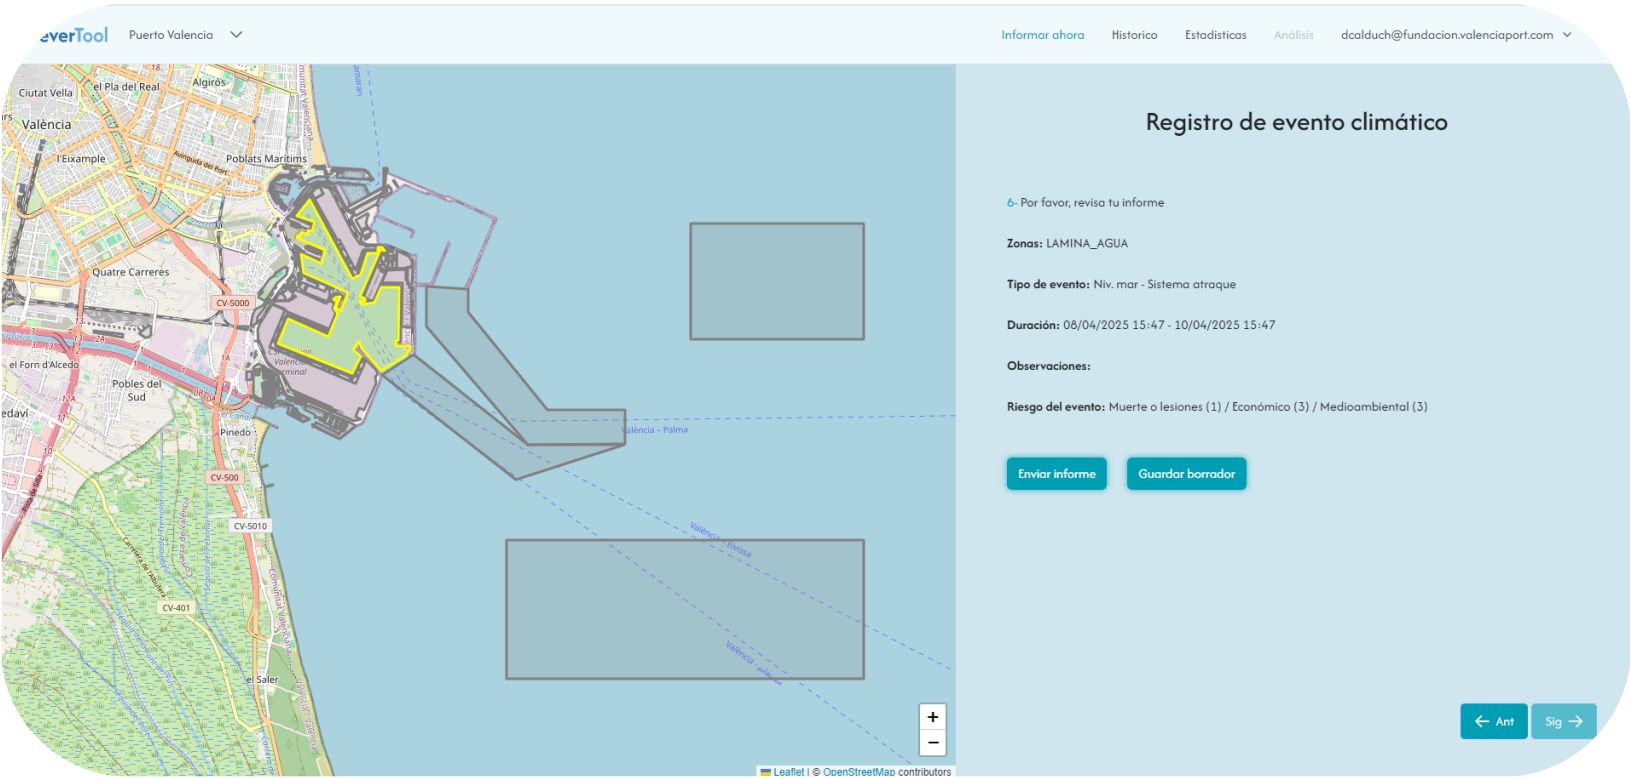 everTool
Puerto Valencia
Informar ahora
Historico
Estadisticas
Análisis
dcalduch@fundacion.valenciaport.com
Registro de evento climático
6- Por favor, revisa tu informe
Zonas: LAMINA_AGUA
Tipo de evento: Niv. mar - Sistema atraque
Duración: 08/04/2025 15:47 - 10/04/2025 15:47
Observaciones:
Riesgo del evento: Muerte o lesiones (1) / Económico (3) / Medioambiental (3)
Enviar informe
Guardar borrador
← Ant
Sig →
Ciutat Vella
el Pla del Real
Algirós
València
l'Eixample
Avinguda del Port
Poblats Marítims
Quatre Carreres
CV-5000
el Forn d'Alcedo
Pobles del
Sud
Pinedo
CV-500
CV-5010
CV-401
el Saler
València – Palma
València - Eivissa
+
−
Leaflet | © OpenStreetMap contributors